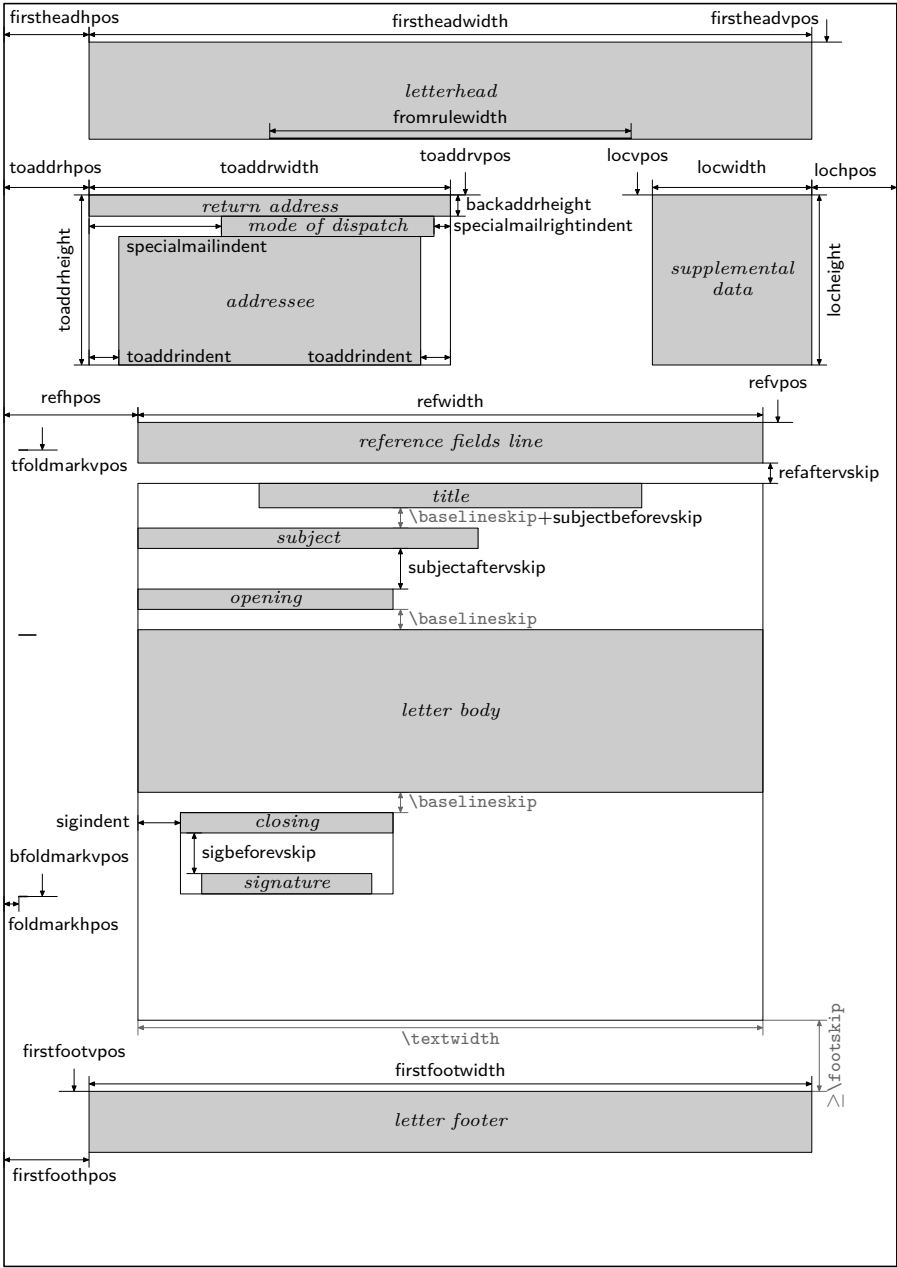 firstheadhpos
firstheadwidth
firstheadvpos
letterhead
fromrulewidth
toaddrhpos
toaddrwidth
toaddrvpos
locvpos
locwidth
lochpos
return address
backaddrheight
mode of dispatch
specialmailrightindent
specialmailindent
toaddrheight
addressee
supplemental
data
locheight
toaddrindent
toaddrindent
refhpos
refwidth
refvpos
reference fields line
tfoldmarkvpos
refaftervskip
title
\baselineskip+subjectbeforevskip
subject
subjectaftervskip
opening
\baselineskip
letter body
\baselineskip
sigindent
closing
sigbeforevskip
bfoldmarkvpos
signature
foldmarkhpos
\textwidth
≥\footskip
firstfootvpos
firstfootwidth
letter footer
firstfoothpos